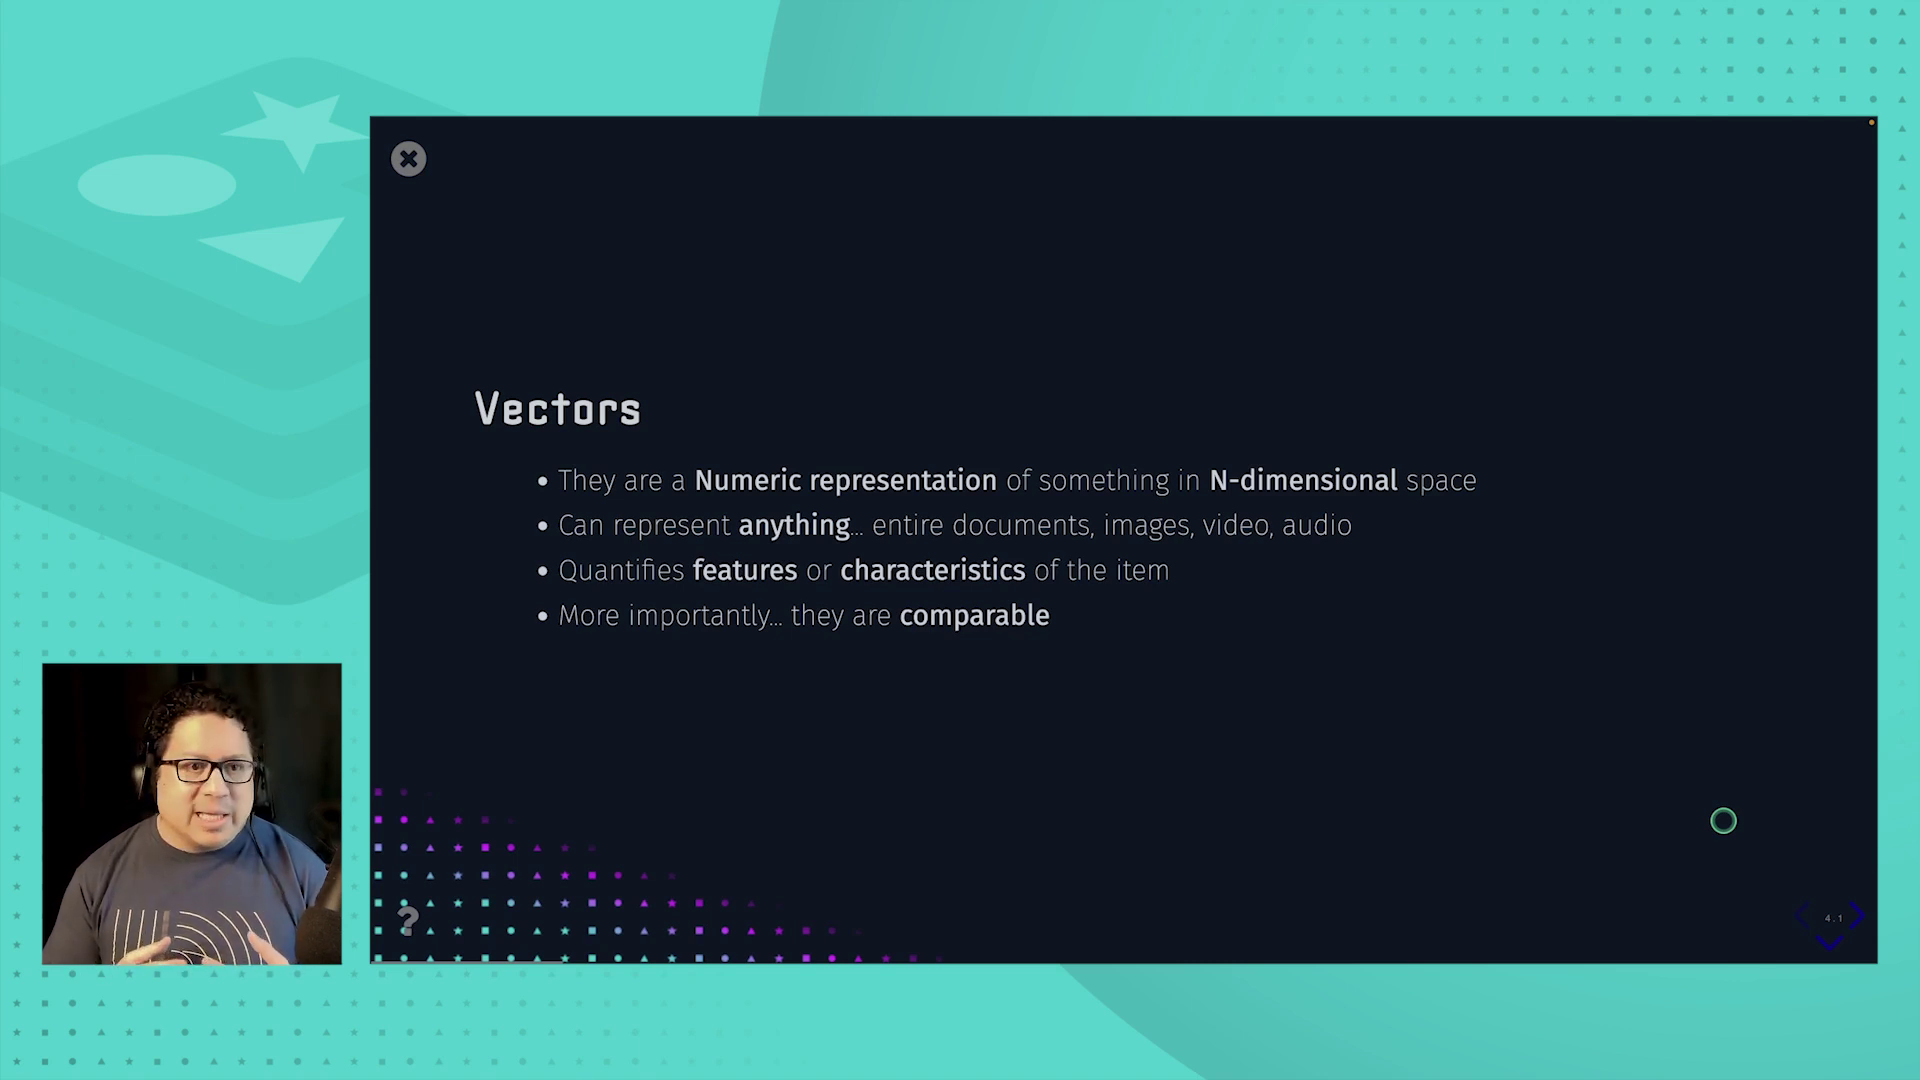 Vectors
• They are a Numeric representation of something in N-dimensional space
• Can represent anything... entire documents, images, video, audio
• Quantifies features or characteristics of the item
• More importantly... they are comparable
?
4.1